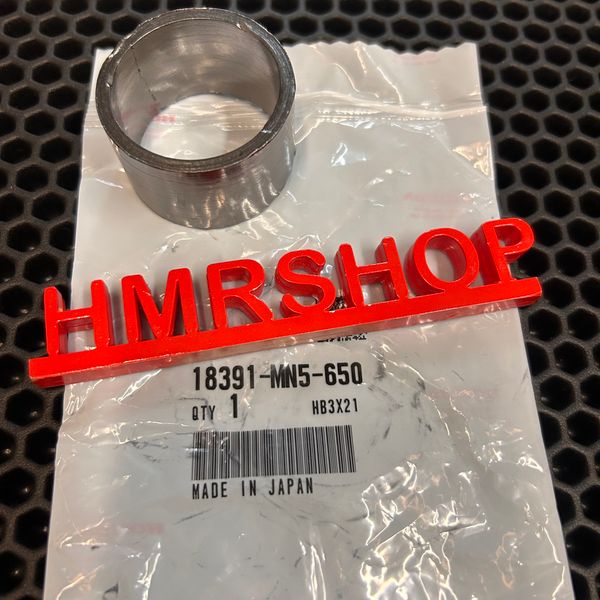 HMRSHOP
18391-MN5-650
QTY 1 HB3X21
MADE IN JAPAN